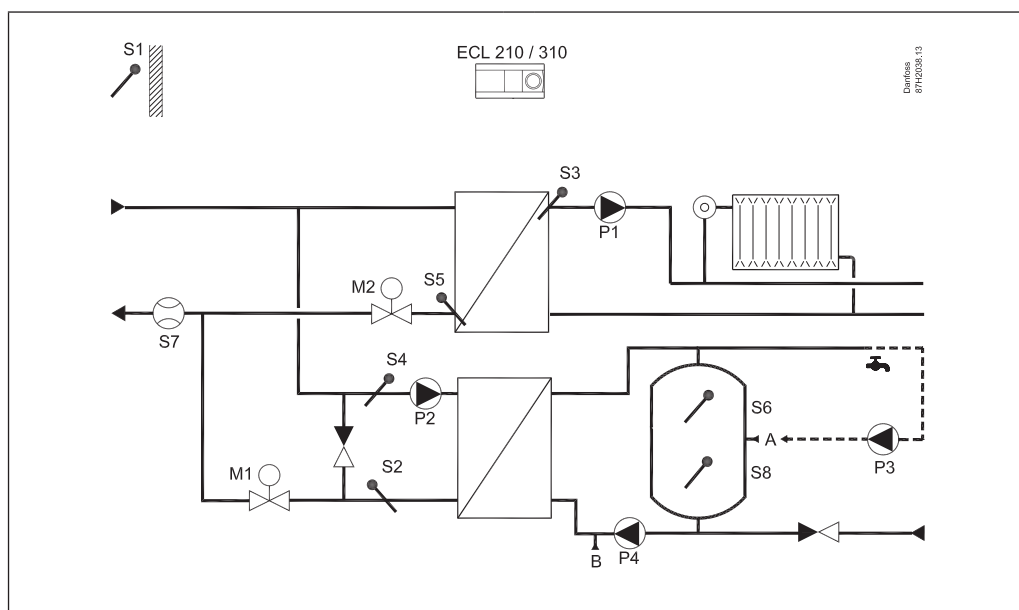 S1
ECL 210 / 310
Danfoss
87H2038.13
S3
P1
S5
M2
S7
S4
P2
S6
A
P3
S8
S2
M1
P4
B